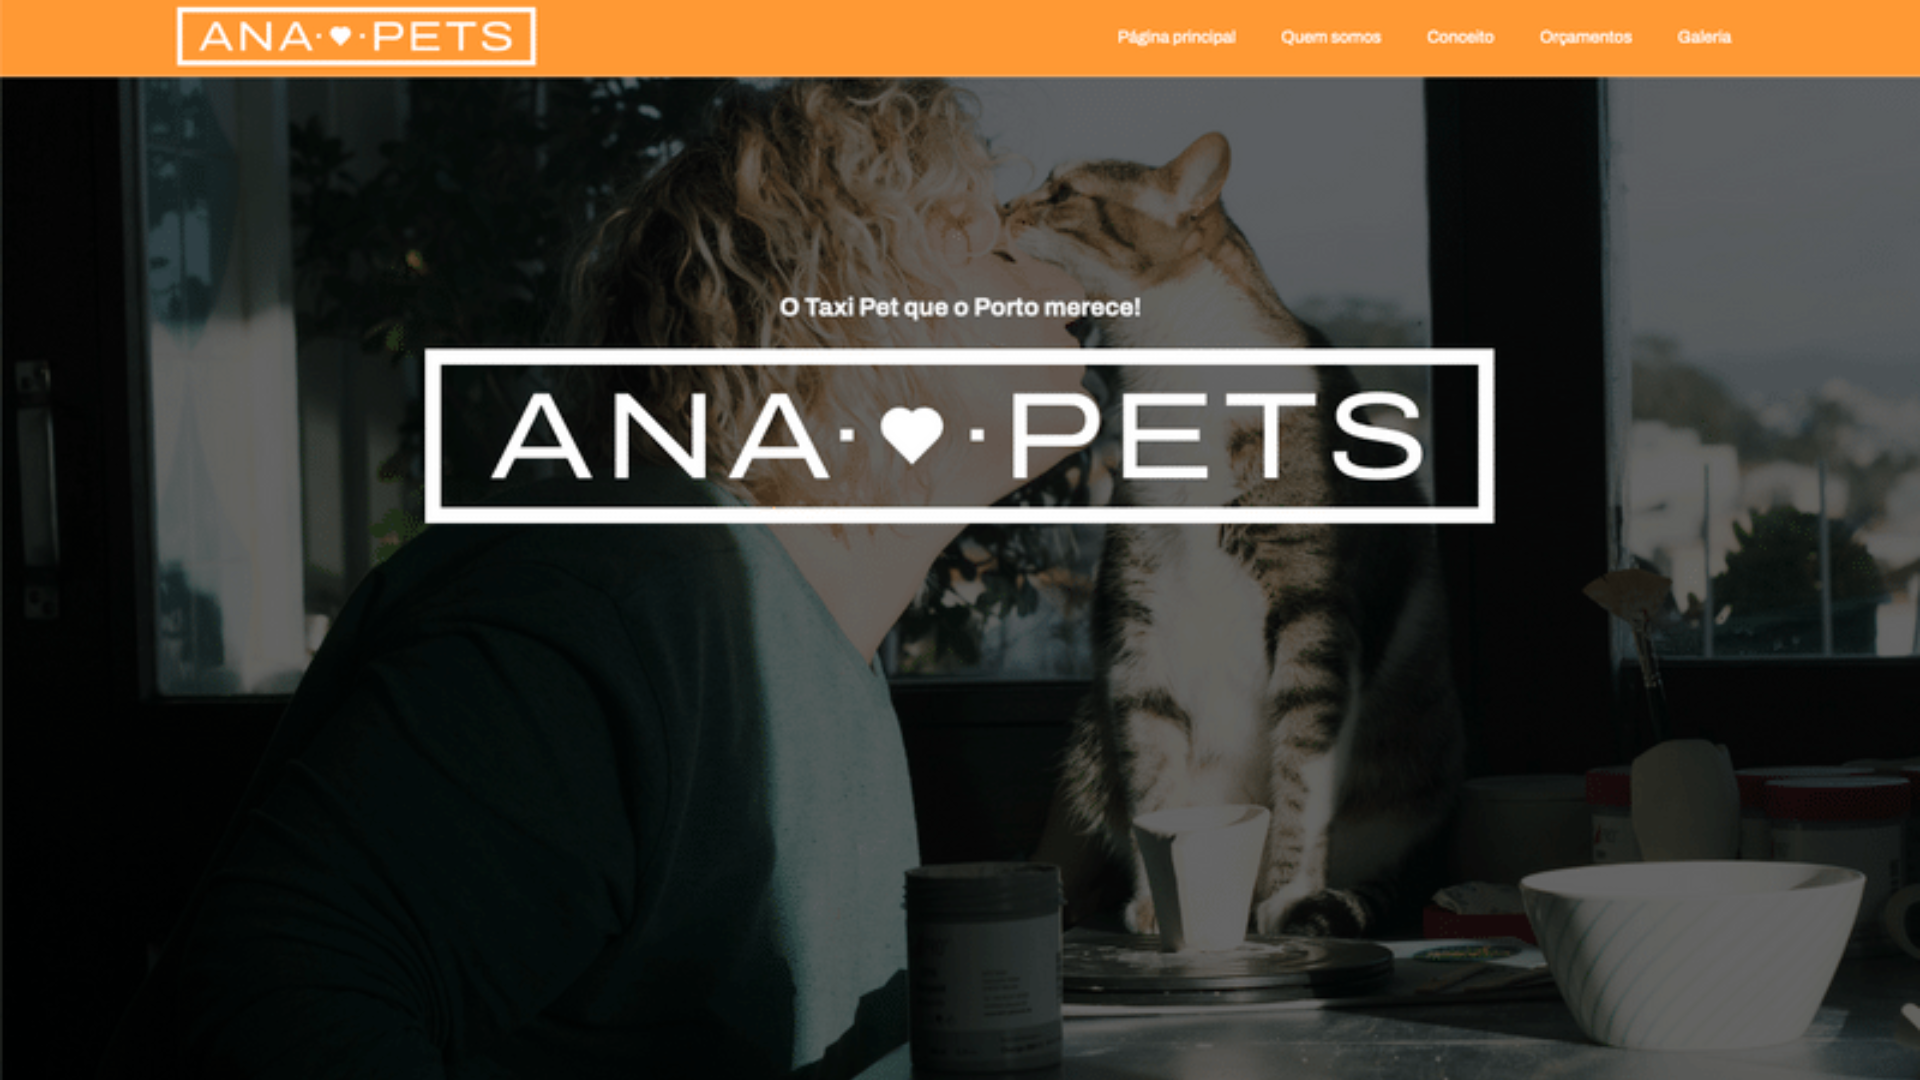 ANA·♥·PETS
Página principal Quem somos Conceito Orçamentos Galeria
O Taxi Pet que o Porto merece!
ANA·♥·PETS